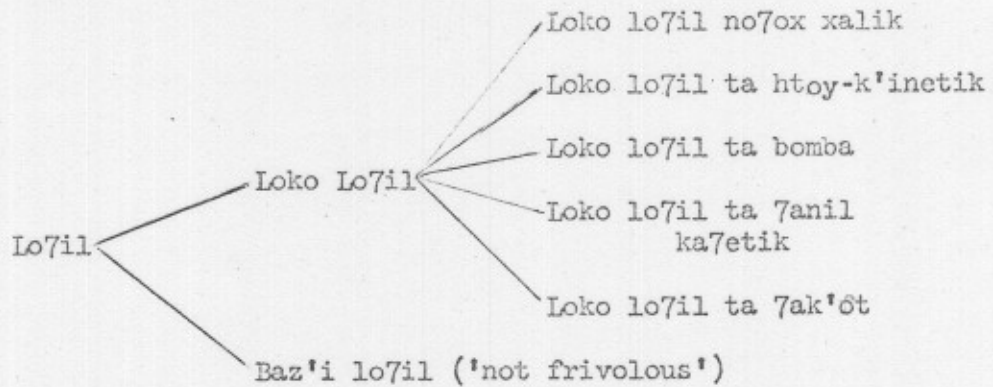 Loko lo7il no7ox xalik
Loko lo7il ta htoy-k'inetik
Loko lo7il ta bomba
Loko Lo7il
Loko lo7il ta 7anil
ka7etik
Lo7il
Loko lo7il ta 7ak'ot
Baz'i lo7il ('not frivolous')